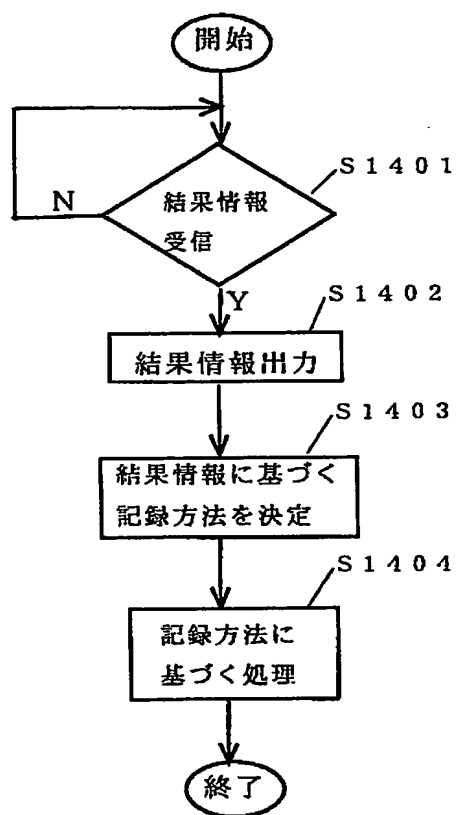 開始
S1401
結果情報
受信
N
Y
S1402
結果情報出力
S1403
結果情報に基づく
記録方法を決定
S1404
記録方法に
基づく処理
終了